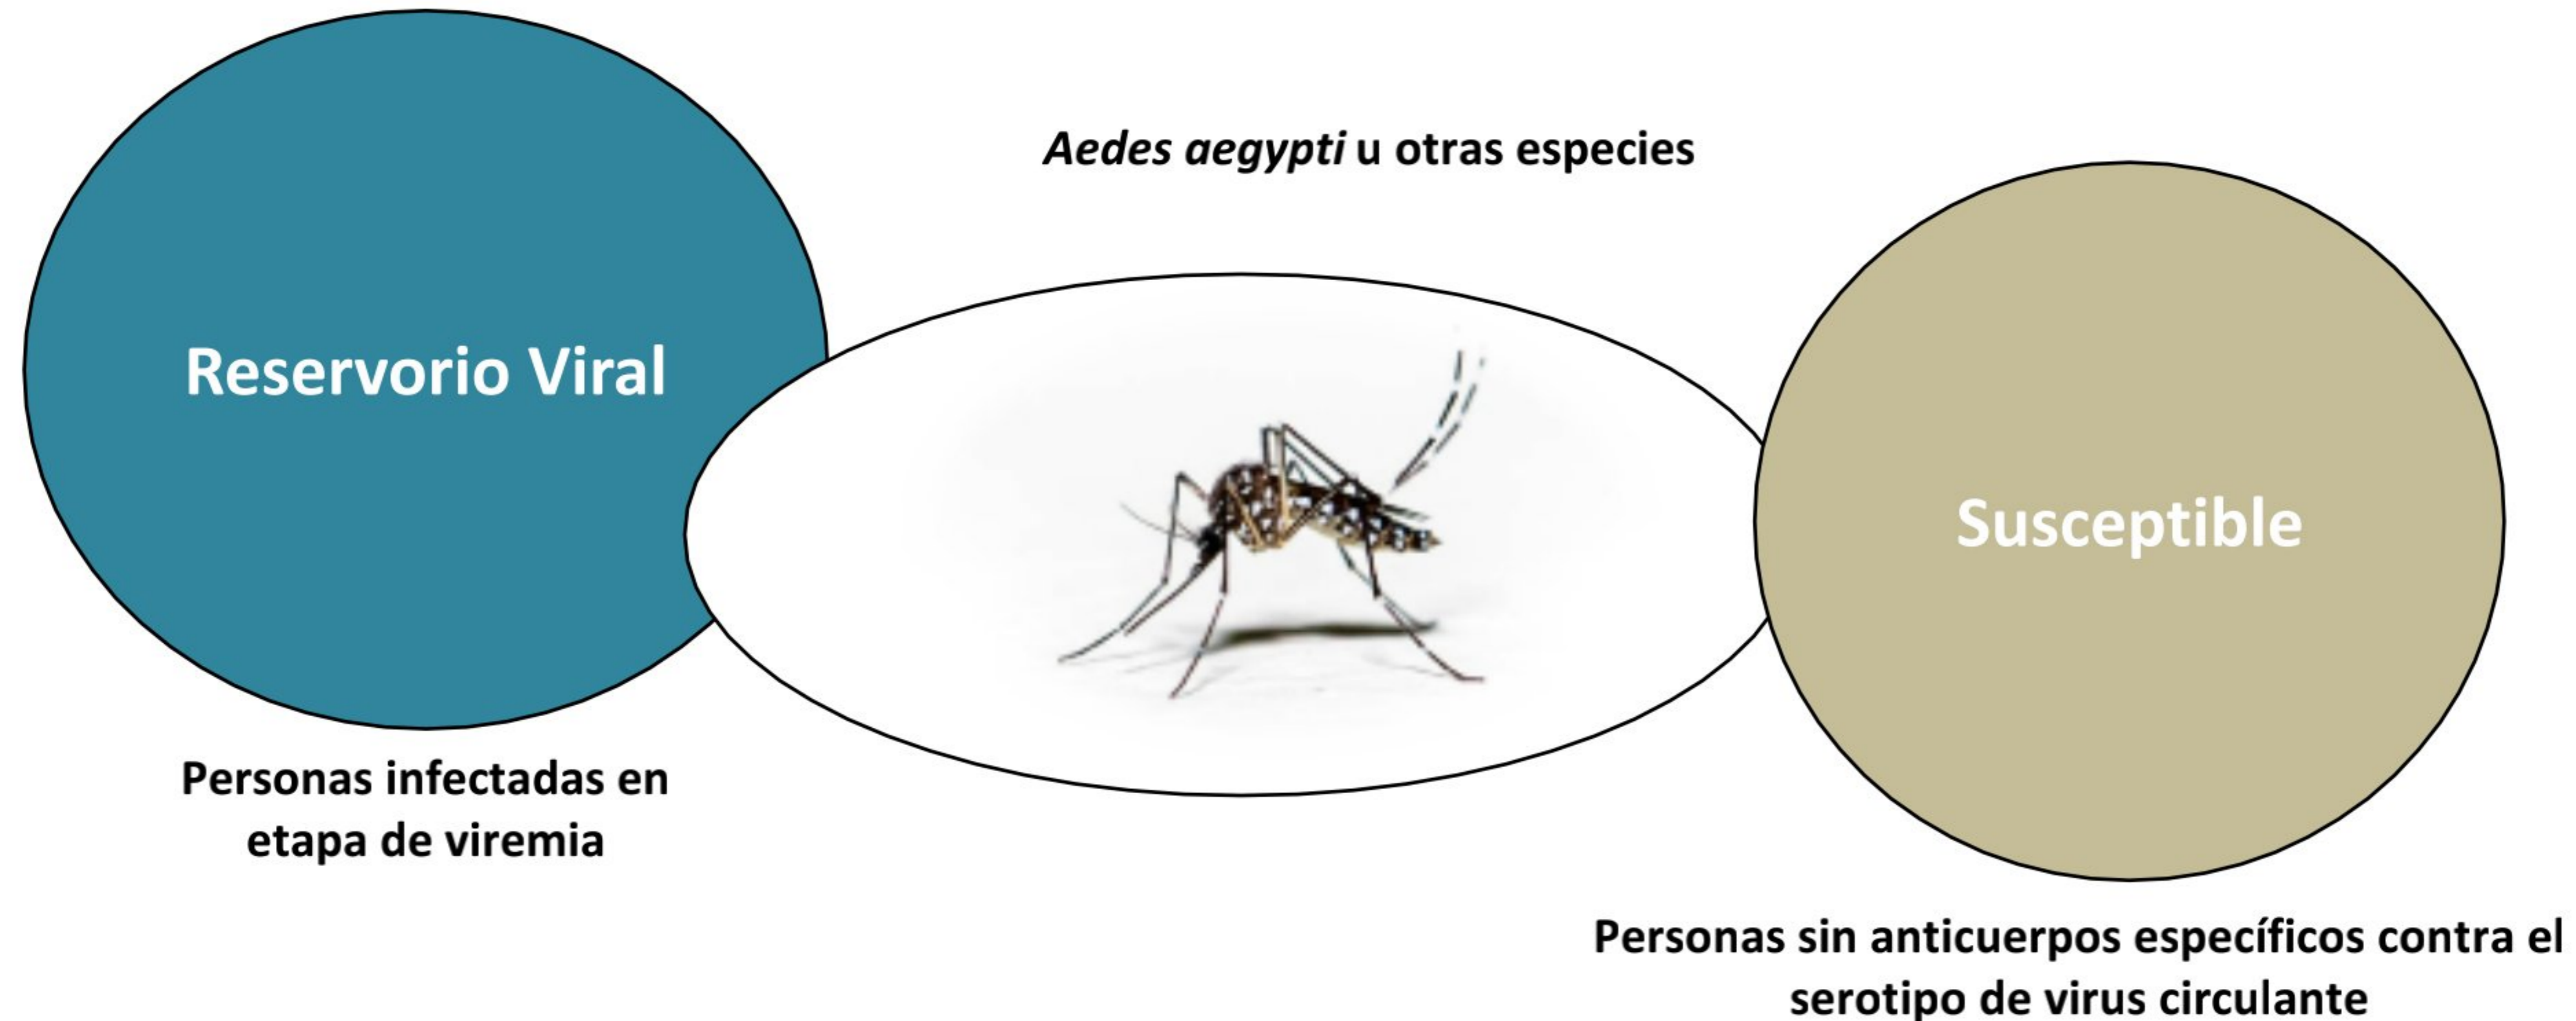 Aedes aegypti u otras especies
Reservorio Viral
Susceptible
Personas infectadas en
etapa de viremia
Personas sin anticuerpos específicos contra el
serotipo de virus circulante